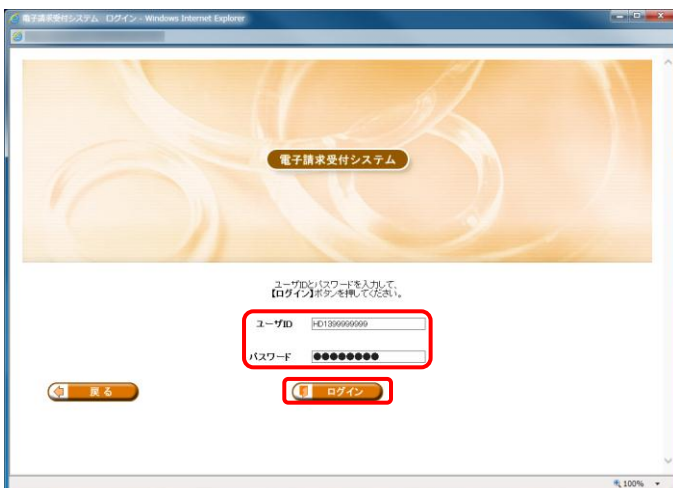 電子請求受付システム ログイン - Windows Internet Explorer
電子請求受付システム
ユーザIDとパスワードを入力して、
【ログイン】ボタンを押してください。
ユーザID HD1399999999
パスワード ●●●●●●●●
戻る ログイン
100%